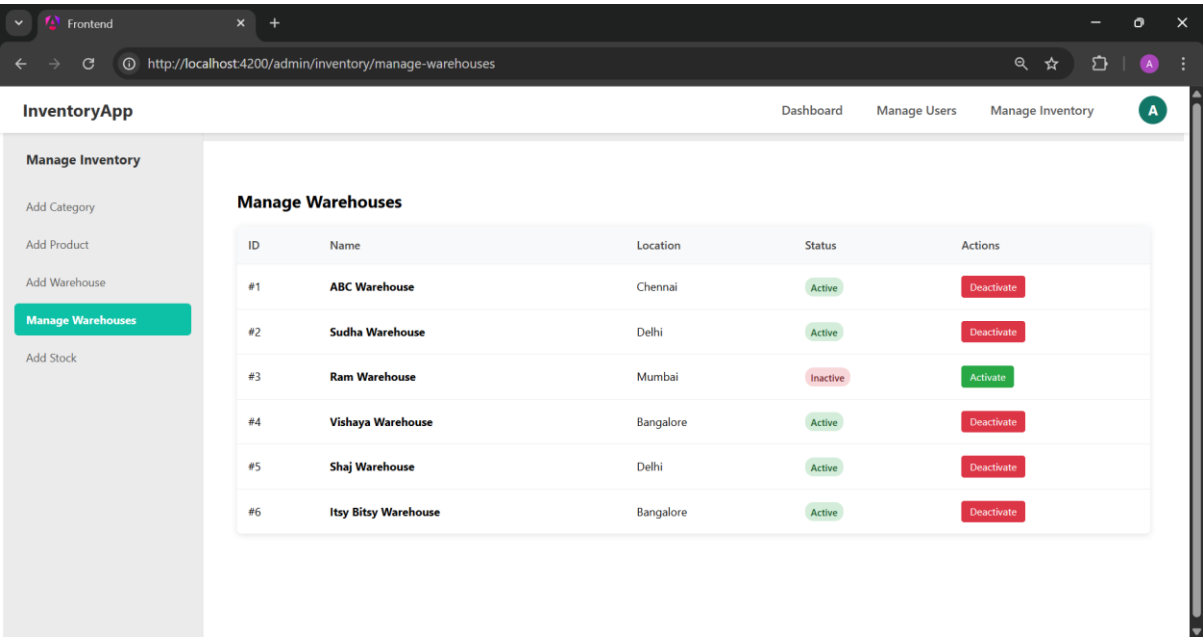 Frontend
http://localhost:4200/admin/inventory/manage-warehouses
A
InventoryApp
Dashboard Manage Users Manage Inventory A
Manage Inventory
Add Category
Add Product
Add Warehouse
Manage Warehouses
Add Stock
Manage Warehouses
ID Name Location Status Actions
#1 ABC Warehouse Chennai Active Deactivate
#2 Sudha Warehouse Delhi Active Deactivate
#3 Ram Warehouse Mumbai Inactive Activate
#4 Vishaya Warehouse Bangalore Active Deactivate
#5 Shaj Warehouse Delhi Active Deactivate
#6 Itsy Bitsy Warehouse Bangalore Active Deactivate